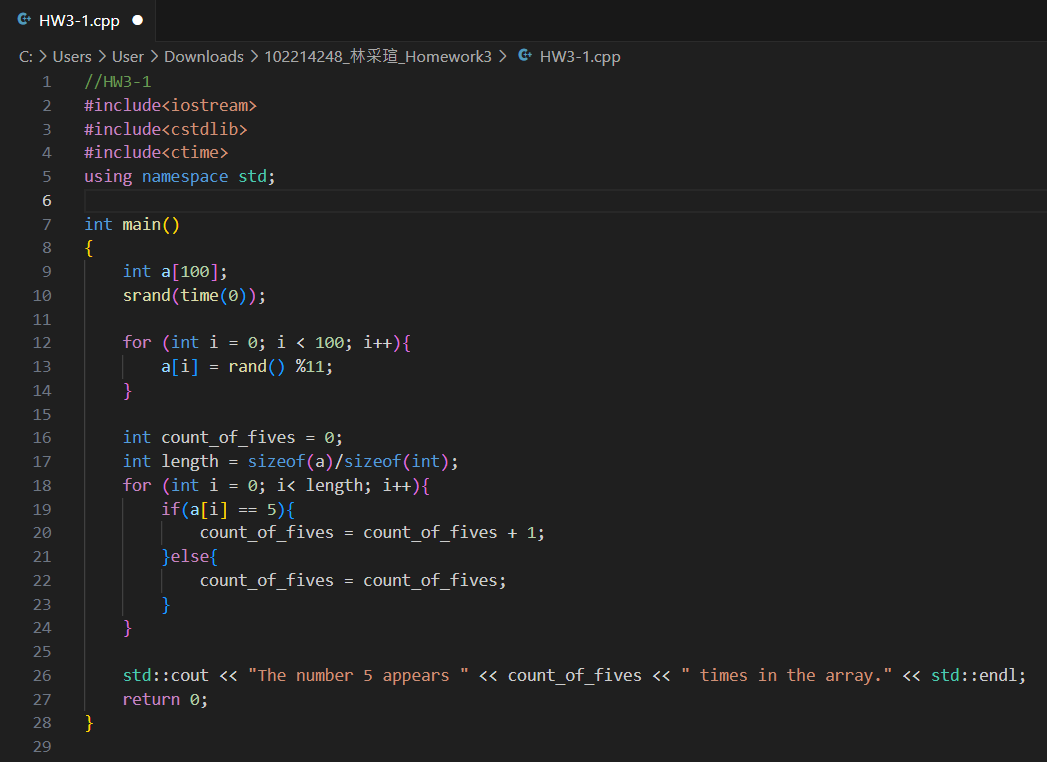 HW3-1.cpp
C: > Users > User > Downloads > 102214248_林采瑄_Homework3 > HW3-1.cpp
1 //HW3-1
2 #include<iostream>
3 #include<cstdlib>
4 #include<ctime>
5 using namespace std;
6
7 int main()
8 {
9     int a[100];
10     srand(time(0));
11
12     for (int i = 0; i < 100; i++){
13         a[i] = rand() %11;
14     }
15
16     int count_of_fives = 0;
17     int length = sizeof(a)/sizeof(int);
18     for (int i = 0; i< length; i++){
19         if(a[i] == 5){
20             count_of_fives = count_of_fives + 1;
21         }else{
22             count_of_fives = count_of_fives;
23         }
24     }
25
26     std::cout << "The number 5 appears " << count_of_fives << " times in the array." << std::endl;
27     return 0;
28 }
29